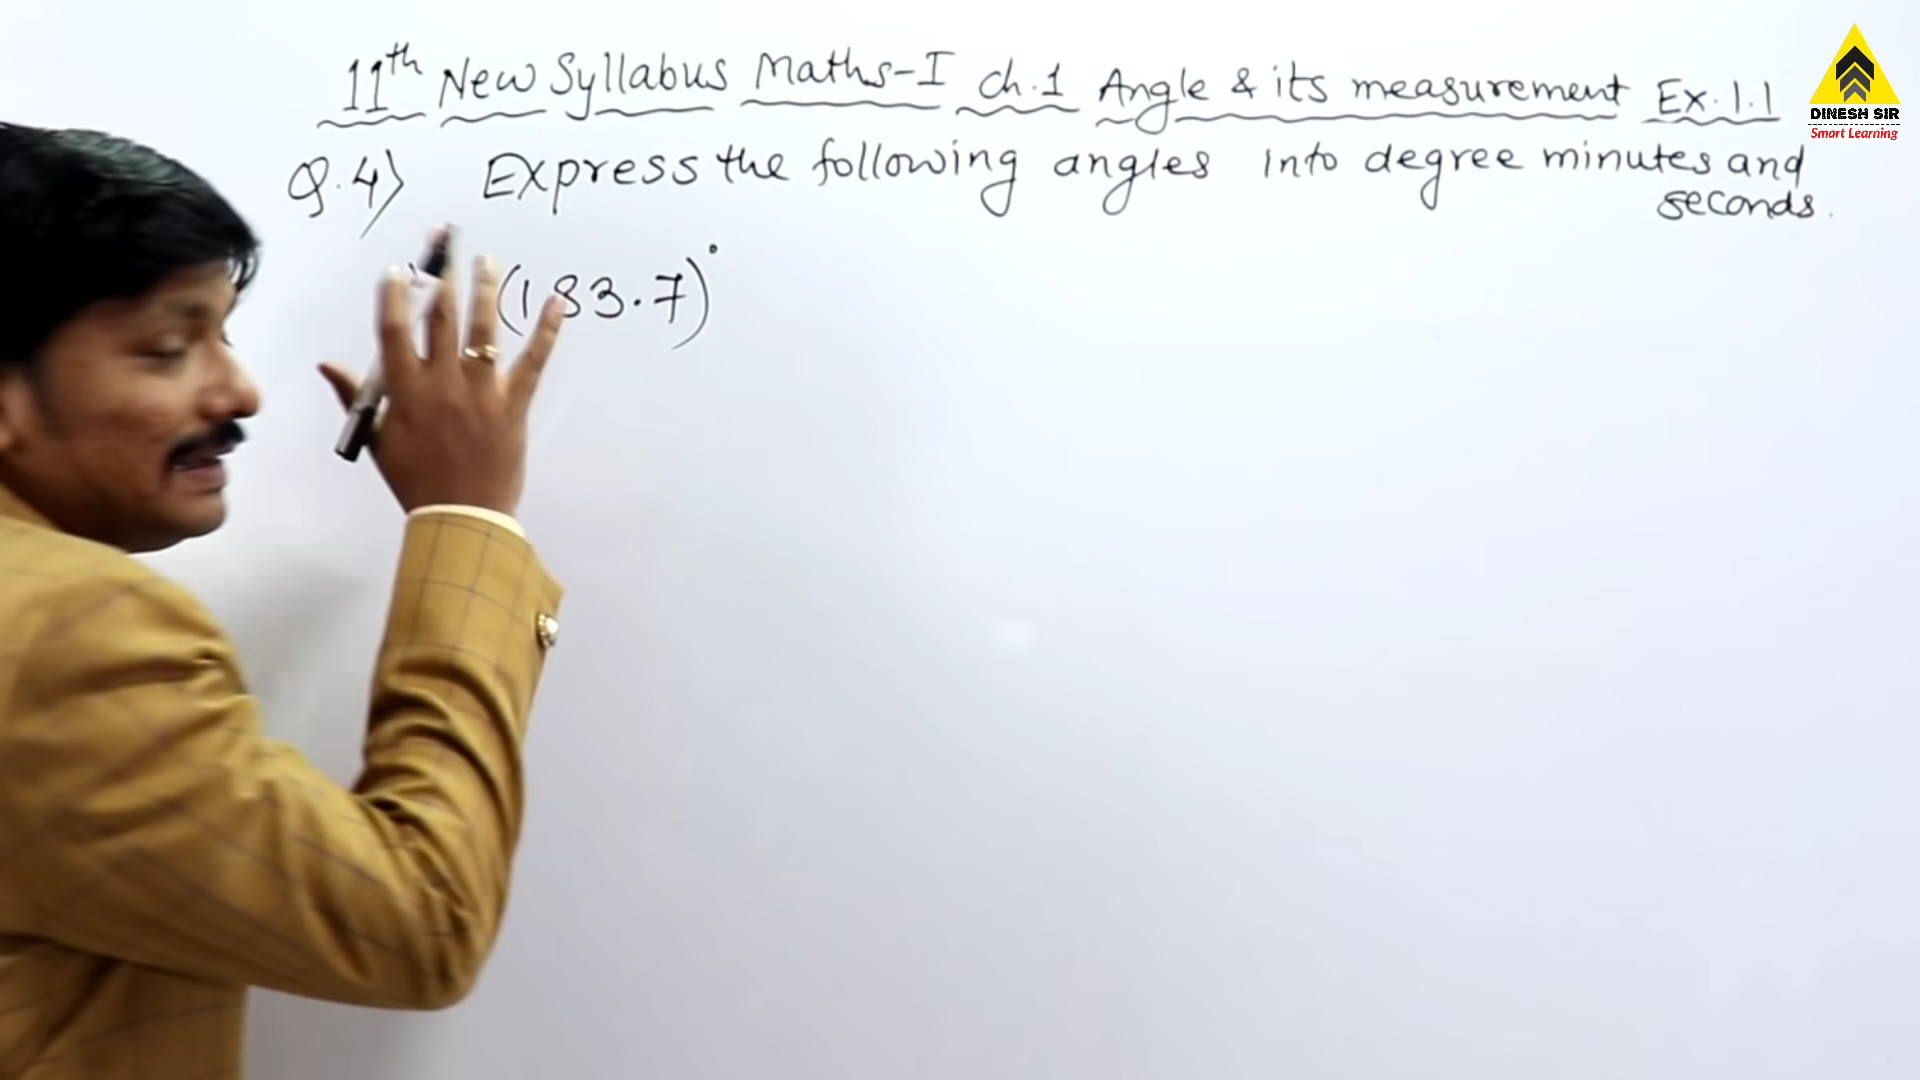 11th New Syllabus Maths-I Ch.1 Angle & its measurement Ex.1.1
Q.4) Express the following angles into degree minutes and
seconds.
(183.7)°
DINESH SIR
Smart Learning